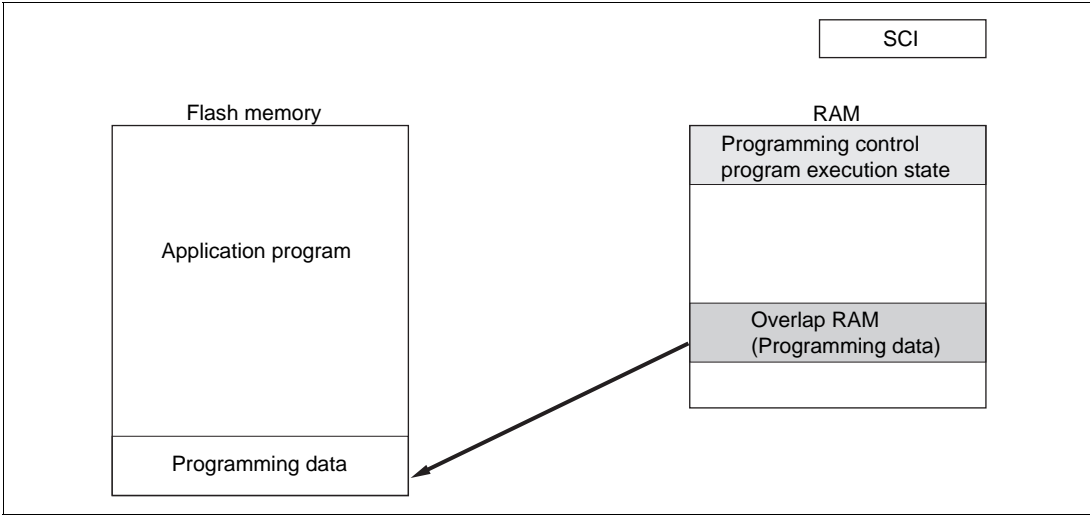 SCI
Flash memory
RAM
Programming control
program execution state
Application program
Overlap RAM
(Programming data)
Programming data